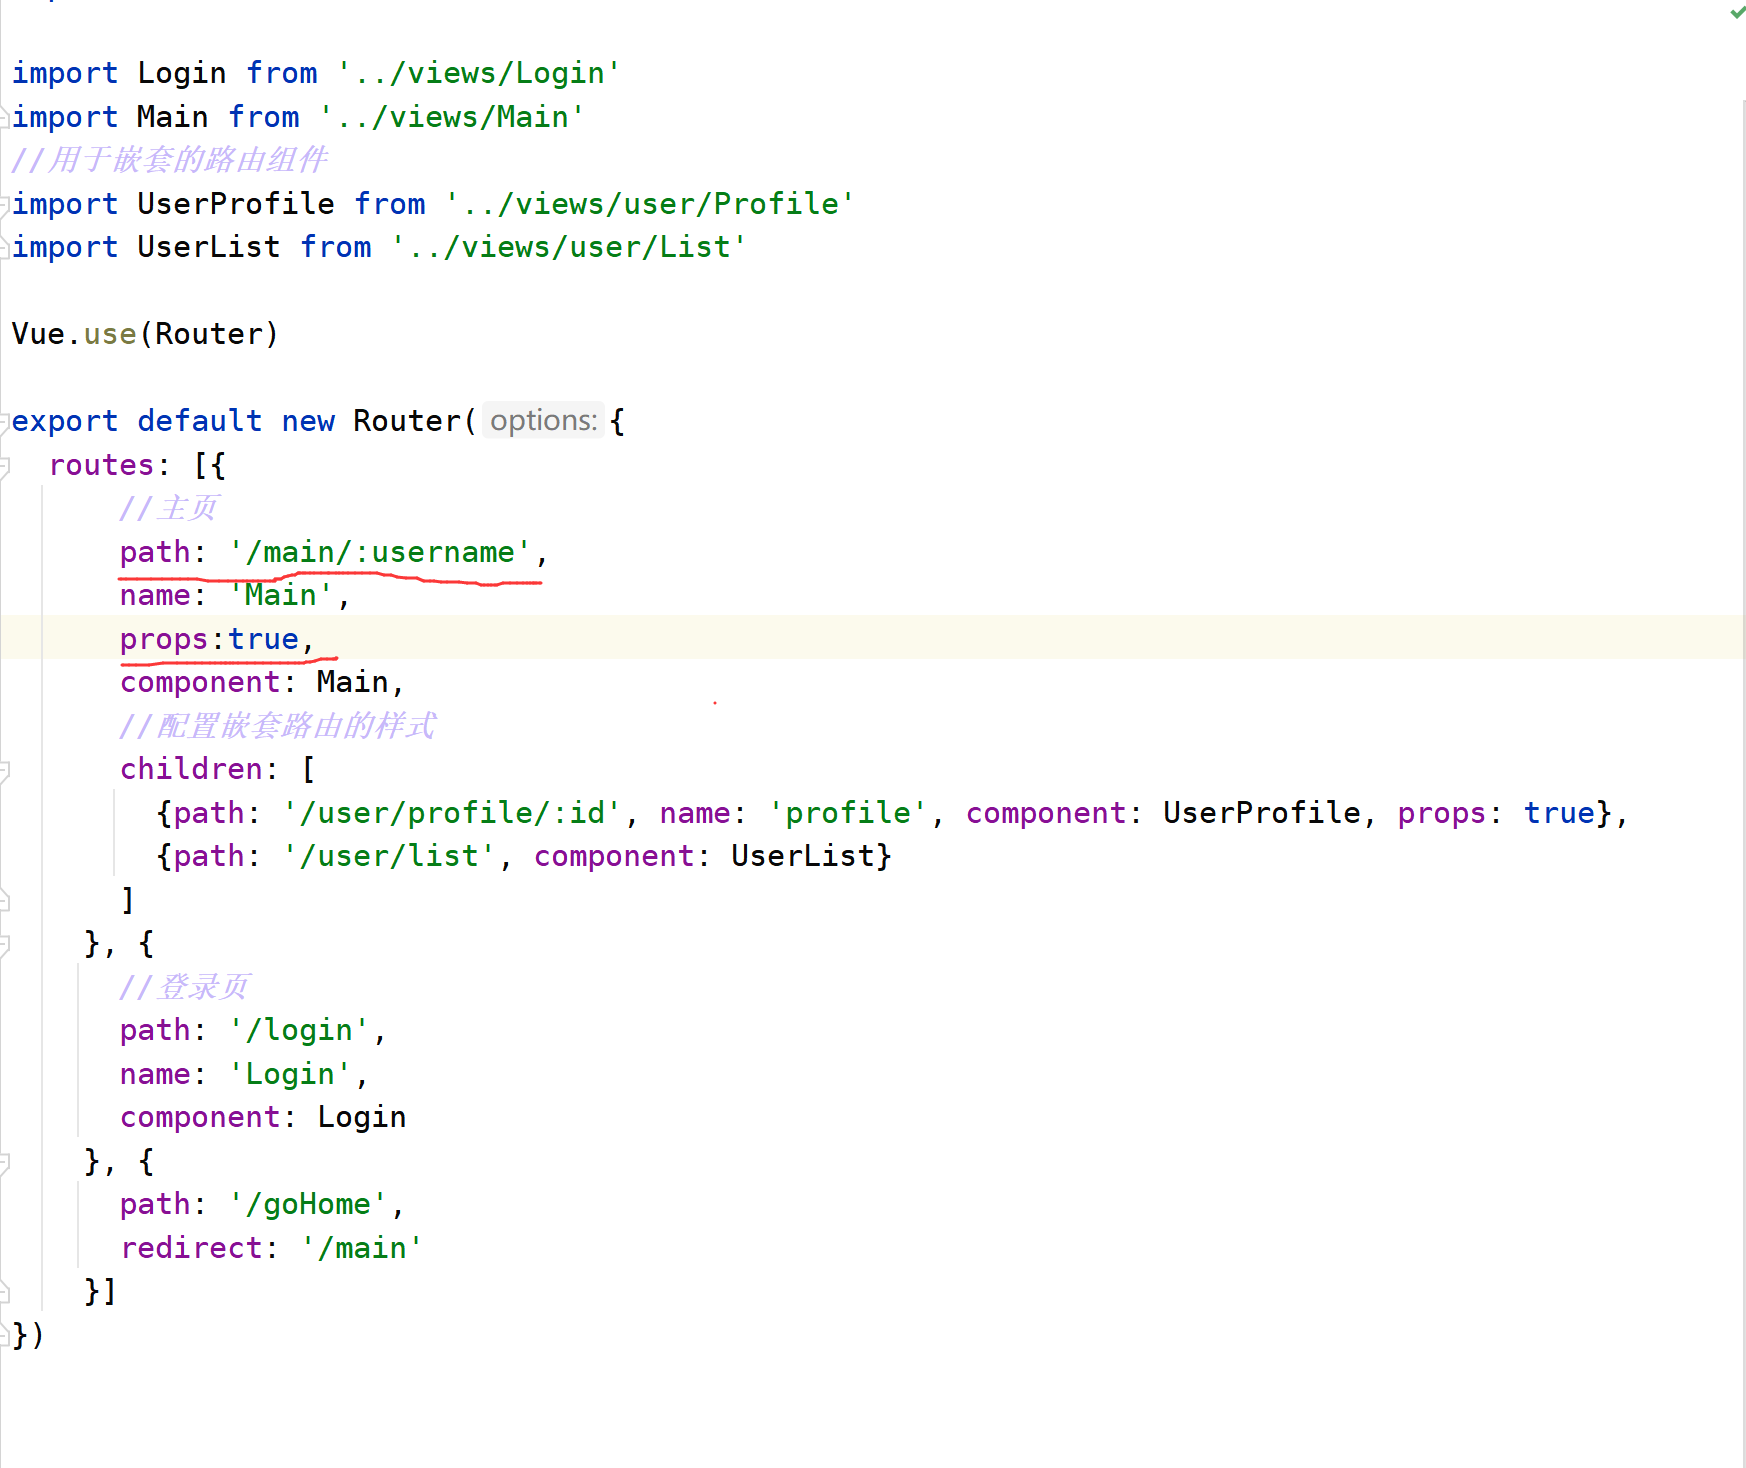 import Login from '../views/Login'
import Main from '../views/Main'
//用于嵌套的路由组件
import UserProfile from '../views/user/Profile'
import UserList from '../views/user/List'
Vue.use(Router)
export default new Router( options: {
routes: [{
//主页
path: '/main/:username',
name: 'Main',
props:true,
component: Main,
//配置嵌套路由的样式
children: [
{path: '/user/profile/:id', name: 'profile', component: UserProfile, props: true},
{path: '/user/list', component: UserList}
]
}, {
//登录页
path: '/login',
name: 'Login',
component: Login
}, {
path: '/goHome',
redirect: '/main'
}]
})